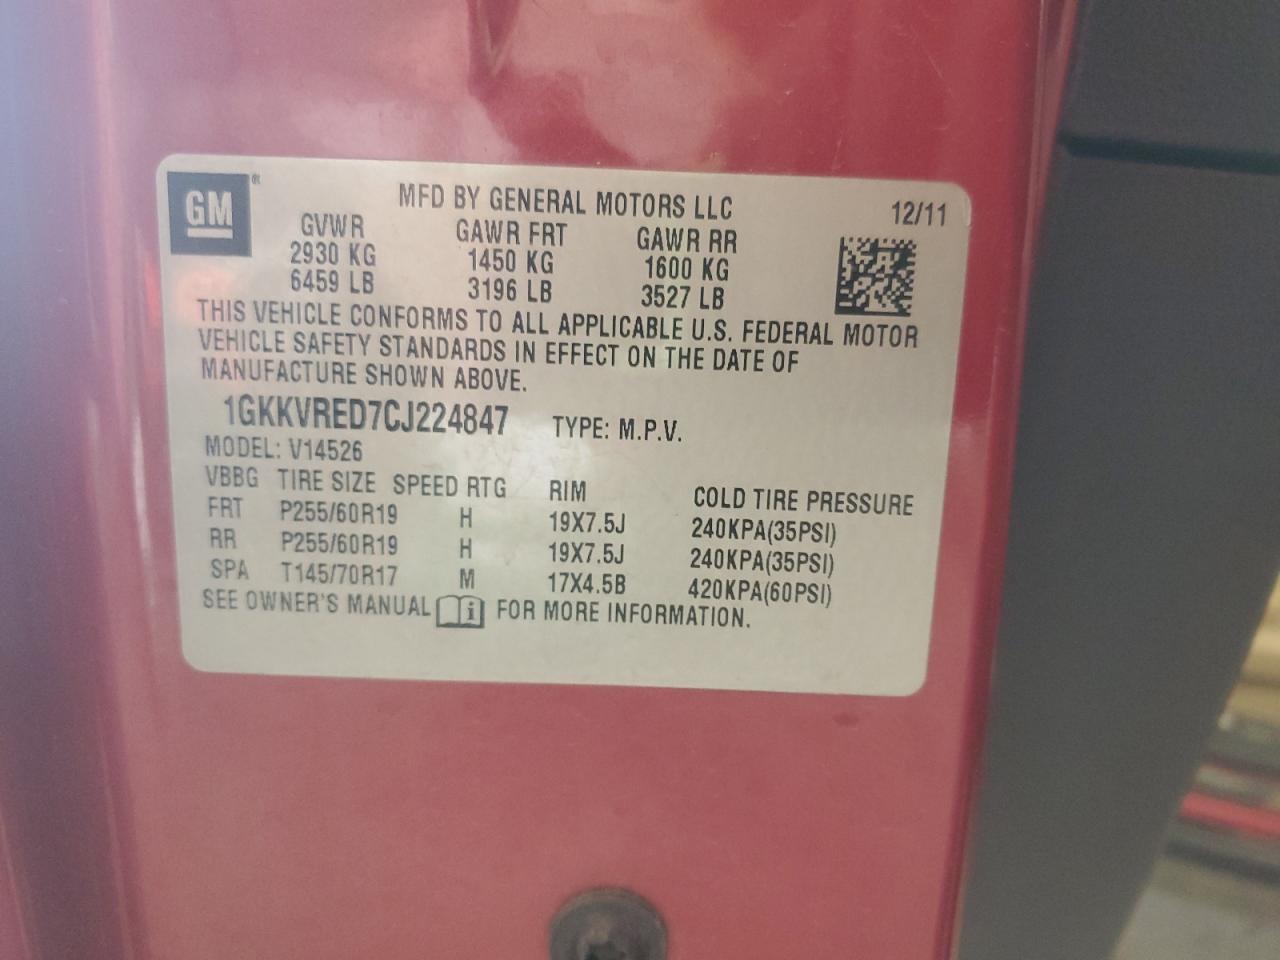 GM®
MFD BY GENERAL MOTORS LLC
12/11
GVWR GAWR FRT GAWR RR
2930 KG 1450 KG 1600 KG
6459 LB 3196 LB 3527 LB
THIS VEHICLE CONFORMS TO ALL APPLICABLE U.S. FEDERAL MOTOR
VEHICLE SAFETY STANDARDS IN EFFECT ON THE DATE OF
MANUFACTURE SHOWN ABOVE.
1GKKVRED7CJ224847 TYPE: M.P.V.
MODEL: V14526
VBBG TIRE SIZE SPEED RTG RIM COLD TIRE PRESSURE
FRT P255/60R19 H 19X7.5J 240KPA(35PSI)
RR P255/60R19 H 19X7.5J 240KPA(35PSI)
SPA T145/70R17 M 17X4.5B 420KPA(60PSI)
SEE OWNER'S MANUAL i FOR MORE INFORMATION.